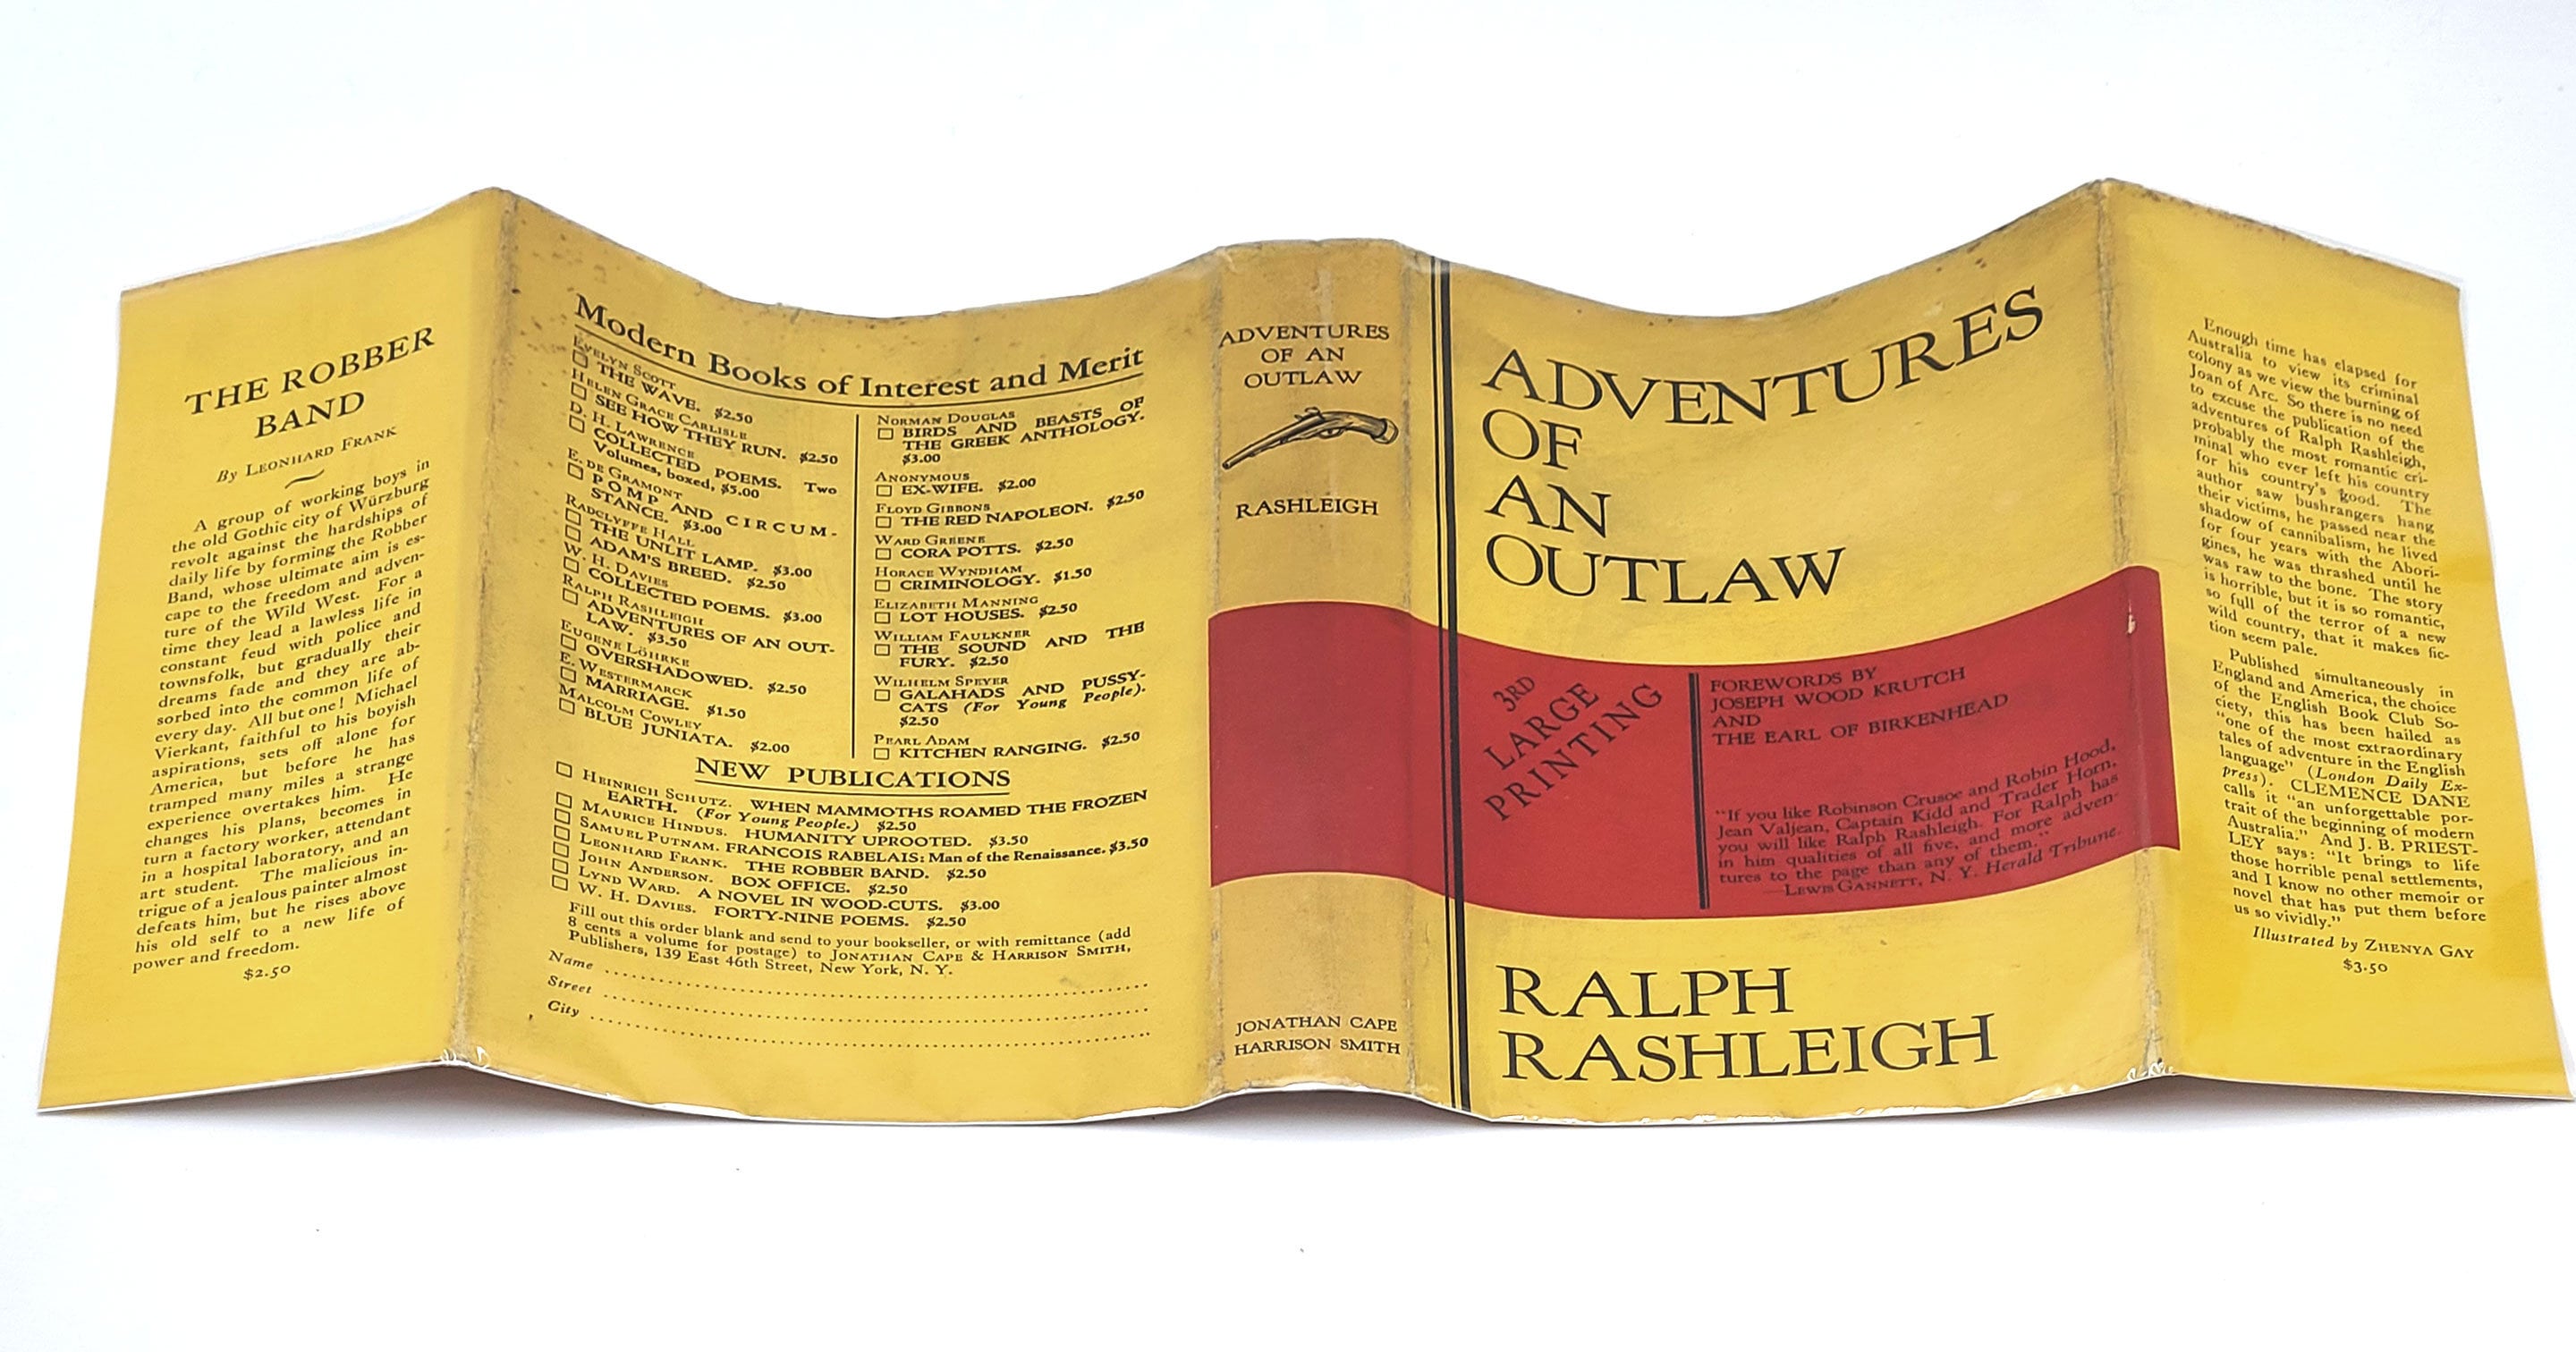 THE ROBBER
BAND
By LEONHARD FRANK
A group of working boys in
the old Gothic city of Würzburg
revolt against the hardships of
daily life by forming the Robber
Band, whose ultimate aim is es-
cape to the freedom and adven-
ture of the Wild West. For a
time they lead a lawless life in
constant feud with police and
townsfolk, but gradually their
dreams fade and they are ab-
sorbed into the common life of
every day. All but one! Michael
Vierkant, faithful to his boyish
aspirations, sets off alone for
America, but before he has
tramped many miles a strange
experience overtakes him. He
changes his plans, becomes in
turn a factory worker, attendant
in a hospital laboratory, and an
art student. The malicious in-
trigue of a jealous painter almost
defeats him, but he rises above
his old self to a new life of
power and freedom.
$2.50
Modern Books of Interest and Merit
EVELYN SCOTT
THE WAVE. $2.50
HELEN GRACE CARLISLE
SEE HOW THEY RUN. $2.50
D. H. LAWRENCE
COLLECTED POEMS. Two
Volumes, boxed, $5.00
E. DE GRAMONT
POMP AND CIRCUM-
STANCE. $3.00
RADCLYFFE HALL
THE UNLIT LAMP. $3.00
ADAM'S BREED. $2.50
W. H. DAVIES
COLLECTED POEMS. $3.00
RALPH RASHLEIGH
ADVENTURES OF AN OUT-
LAW. $3.50
EUGENE LÖHRKE
OVERSHADOWED. $2.50
E. WESTERMARCK
MARRIAGE. $1.50
MALCOLM COWLEY
BLUE JUNIATA. $2.00
NORMAN DOUGLAS
BIRDS AND BEASTS OF
THE GREEK ANTHOLOGY.
$3.00
ANONYMOUS
EX-WIFE. $2.00
FLOYD GIBBONS
THE RED NAPOLEON. $2.50
WARD GREENE
CORA POTTS. $2.50
HORACE WYNDHAM
CRIMINOLOGY. $1.50
ELIZABETH MANNING
LOT HOUSES. $2.50
WILLIAM FAULKNER
THE SOUND AND THE
FURY. $2.50
WILHELM SPEYER
GALAHADS AND PUSSY-
CATS (For Young People).
$2.50
PEARL ADAM
KITCHEN RANGING. $2.50
NEW PUBLICATIONS
HEINRICH SCHUTZ. WHEN MAMMOTHS ROAMED THE FROZEN
EARTH. (For Young People.) $2.50
MAURICE HINDUS. HUMANITY UPROOTED. $3.50
SAMUEL PUTNAM. FRANCOIS RABELAIS: Man of the Renaissance. $3.50
LEONHARD FRANK. THE ROBBER BAND. $2.50
JOHN ANDERSON. BOX OFFICE. $2.50
LYND WARD. A NOVEL IN WOOD-CUTS. $3.00
W. H. DAVIES. FORTY-NINE POEMS. $2.50
Fill out this order blank and send to your bookseller, or with remittance (add
8 cents a volume for postage) to JONATHAN CAPE & HARRISON SMITH,
Publishers, 139 East 46th Street, New York, N. Y.
Name
Street
City
ADVENTURES
OF AN
OUTLAW
RASHLEIGH
JONATHAN CAPE
HARRISON SMITH
ADVENTURES
OF
AN
OUTLAW
3RD
LARGE
PRINTING
FOREWORDS BY
JOSEPH WOOD KRUTCH
AND
THE EARL OF BIRKENHEAD
"If you like Robinson Crusoe and Robin Hood,
Jean Valjean, Captain Kidd and Trader Horn,
you will like Ralph Rashleigh. For Ralph has
in him qualities of all five, and more adven-
tures to the page than any of them."
—LEWIS GANNETT, N. Y. Herald Tribune.
RALPH
RASHLEIGH
Enough time has elapsed for
Australia to view its criminal
colony as we view the burning of
Joan of Arc. So there is no need
to excuse the publication of the
adventures of Ralph Rashleigh,
probably the most romantic cri-
minal who ever left his country
for his country's good. The
author saw bushrangers hang
their victims, he passed near the
shadow of cannibalism, he lived
for four years with the Abori-
gines, he was thrashed until he
was raw to the bone. The story
is horrible, but it is so romantic,
so full of the terror of a new
wild country, that it makes fic-
tion seem pale.
Published simultaneously in
England and America, the choice
of the English Book Club So-
ciety, this has been hailed as
"one of the most extraordinary
tales of adventure in the English
language" (London Daily Ex-
press). CLEMENCE DANE
calls it "an unforgettable por-
trait of the beginning of modern
Australia." And J. B. PRIEST-
LEY says: "It brings to life
those horrible penal settlements,
and I know no other memoir or
novel that has put them before
us so vividly."
Illustrated by ZHENYA GAY
$3.50